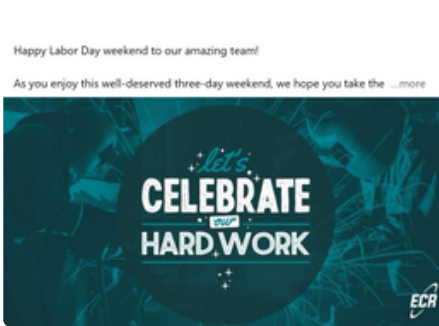 Happy Labor Day weekend to our amazing team!
As you enjoy this well-deserved three-day weekend, we hope you take the ...more
let's
CELEBRATE
our
HARD WORK
ECR